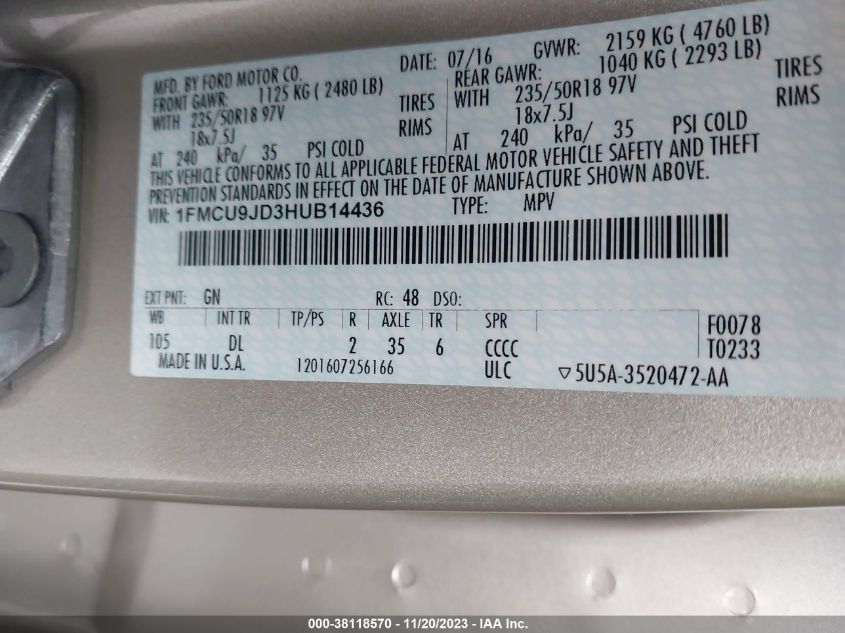 MFD. BY FORD MOTOR CO.
DATE: 07/16
GVWR: 2159 KG ( 4760 LB)
FRONT GAWR: 1125 KG ( 2480 LB)
REAR GAWR: 1040 KG ( 2293 LB)
WITH 235/50R18 97V TIRES
WITH 235/50R18 97V TIRES
18x7.5J RIMS
18x7.5J RIMS
AT 240 kPa/ 35 PSI COLD
AT 240 kPa/ 35 PSI COLD
THIS VEHICLE CONFORMS TO ALL APPLICABLE FEDERAL MOTOR VEHICLE SAFETY AND THEFT
PREVENTION STANDARDS IN EFFECT ON THE DATE OF MANUFACTURE SHOWN ABOVE.
VIN: 1FMCU9JD3HUB14436 TYPE: MPV
EXT PNT: GN RC: 48 DSO:
WB INT TR TP/PS R AXLE TR SPR F0078
105 DL 2 35 6 CCCC T0233
MADE IN U.S.A. 1201607256166 ULC ▽5U5A-3520472-AA
000-38118570 - 11/20/2023 - IAA Inc.